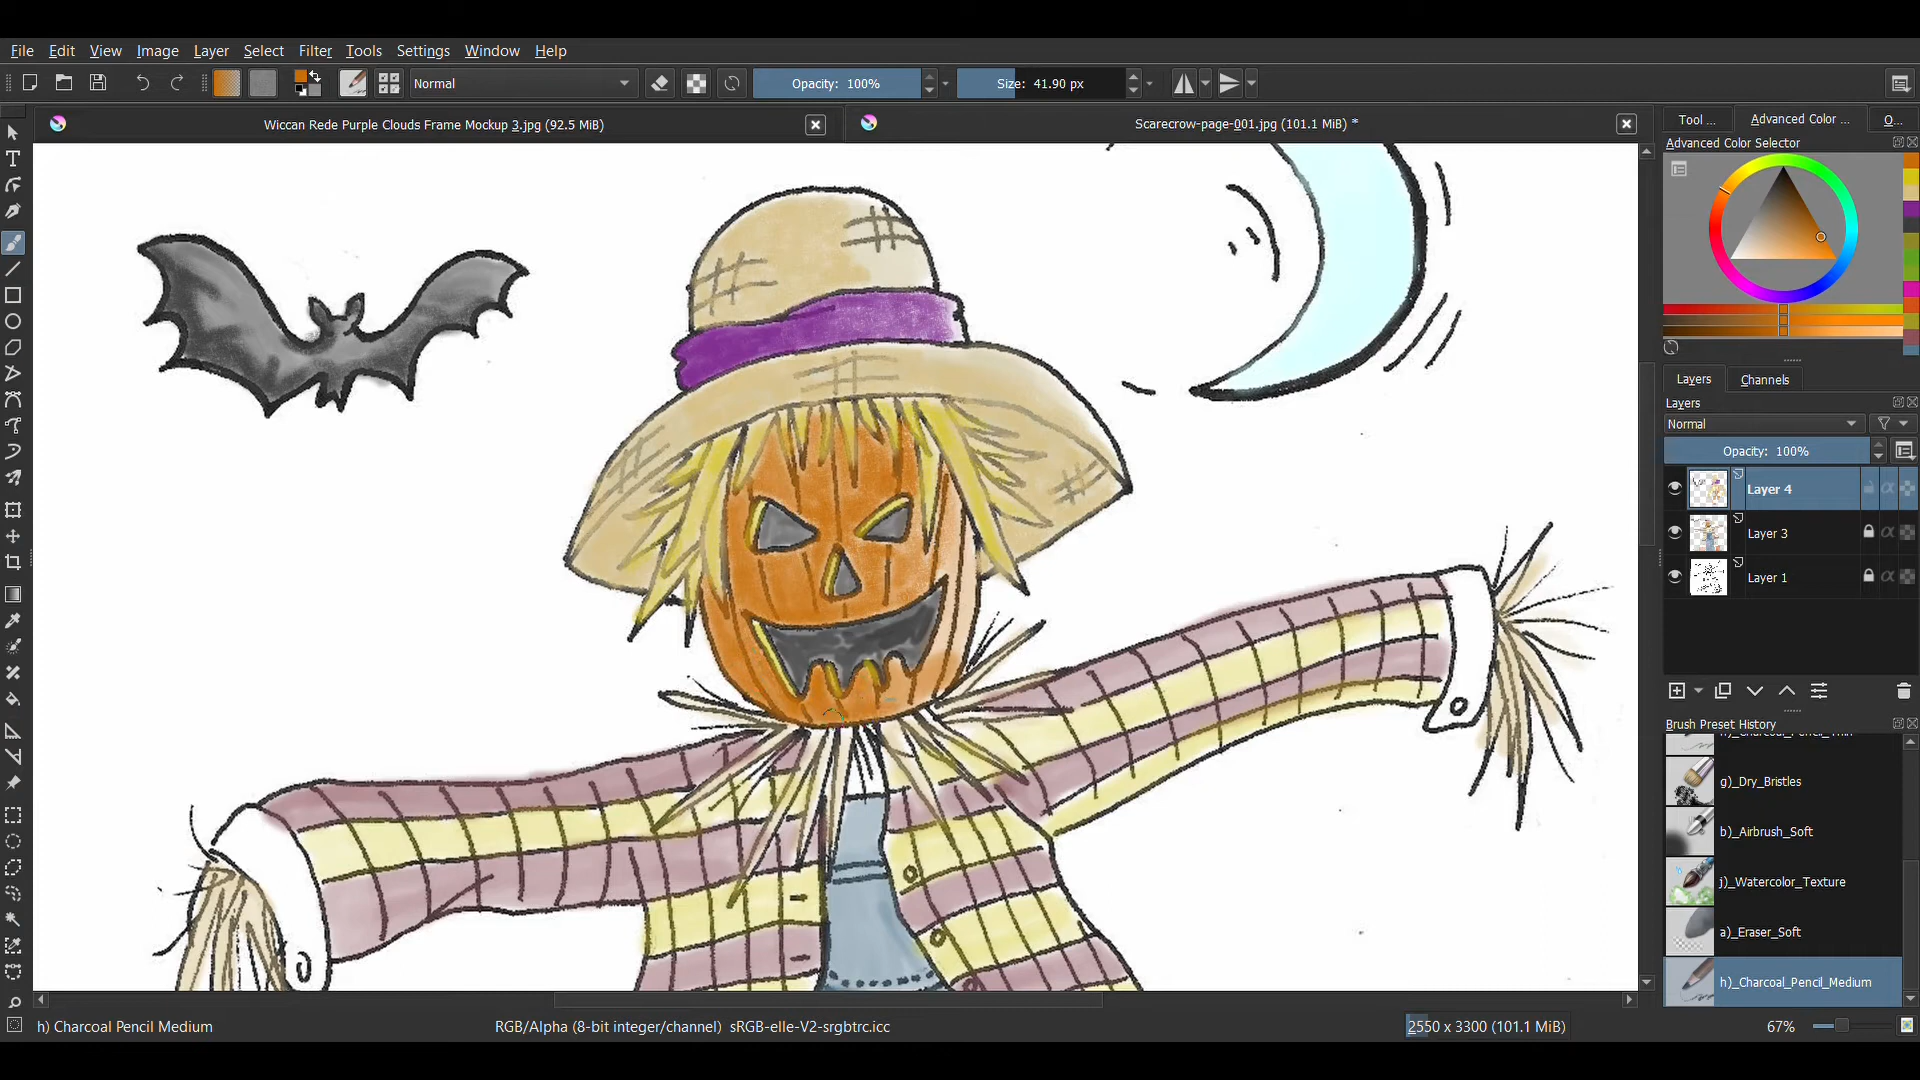 File Edit View Image Layer Select Filter Tools Settings Window Help
Normal
Opacity: 100%
Size: 41.90 px
Wiccan Rede Purple Clouds Frame Mockup 3.jpg (92.5 MiB)
Scarecrow-page-001.jpg (101.1 MiB) *
Tool ...
Advanced Color ...
O...
Advanced Color Selector
Layers
Channels
Layers
Normal
Opacity: 100%
Layer 4
Layer 3
Layer 1
Brush Preset History
h)_Charcoal_Pencil_Thin
g)_Dry_Bristles
b)_Airbrush_Soft
j)_Watercolor_Texture
a)_Eraser_Soft
h)_Charcoal_Pencil_Medium
h) Charcoal Pencil Medium
RGB/Alpha (8-bit integer/channel) sRGB-elle-V2-srgbtrc.icc
2550 x 3300 (101.1 MiB)
67%